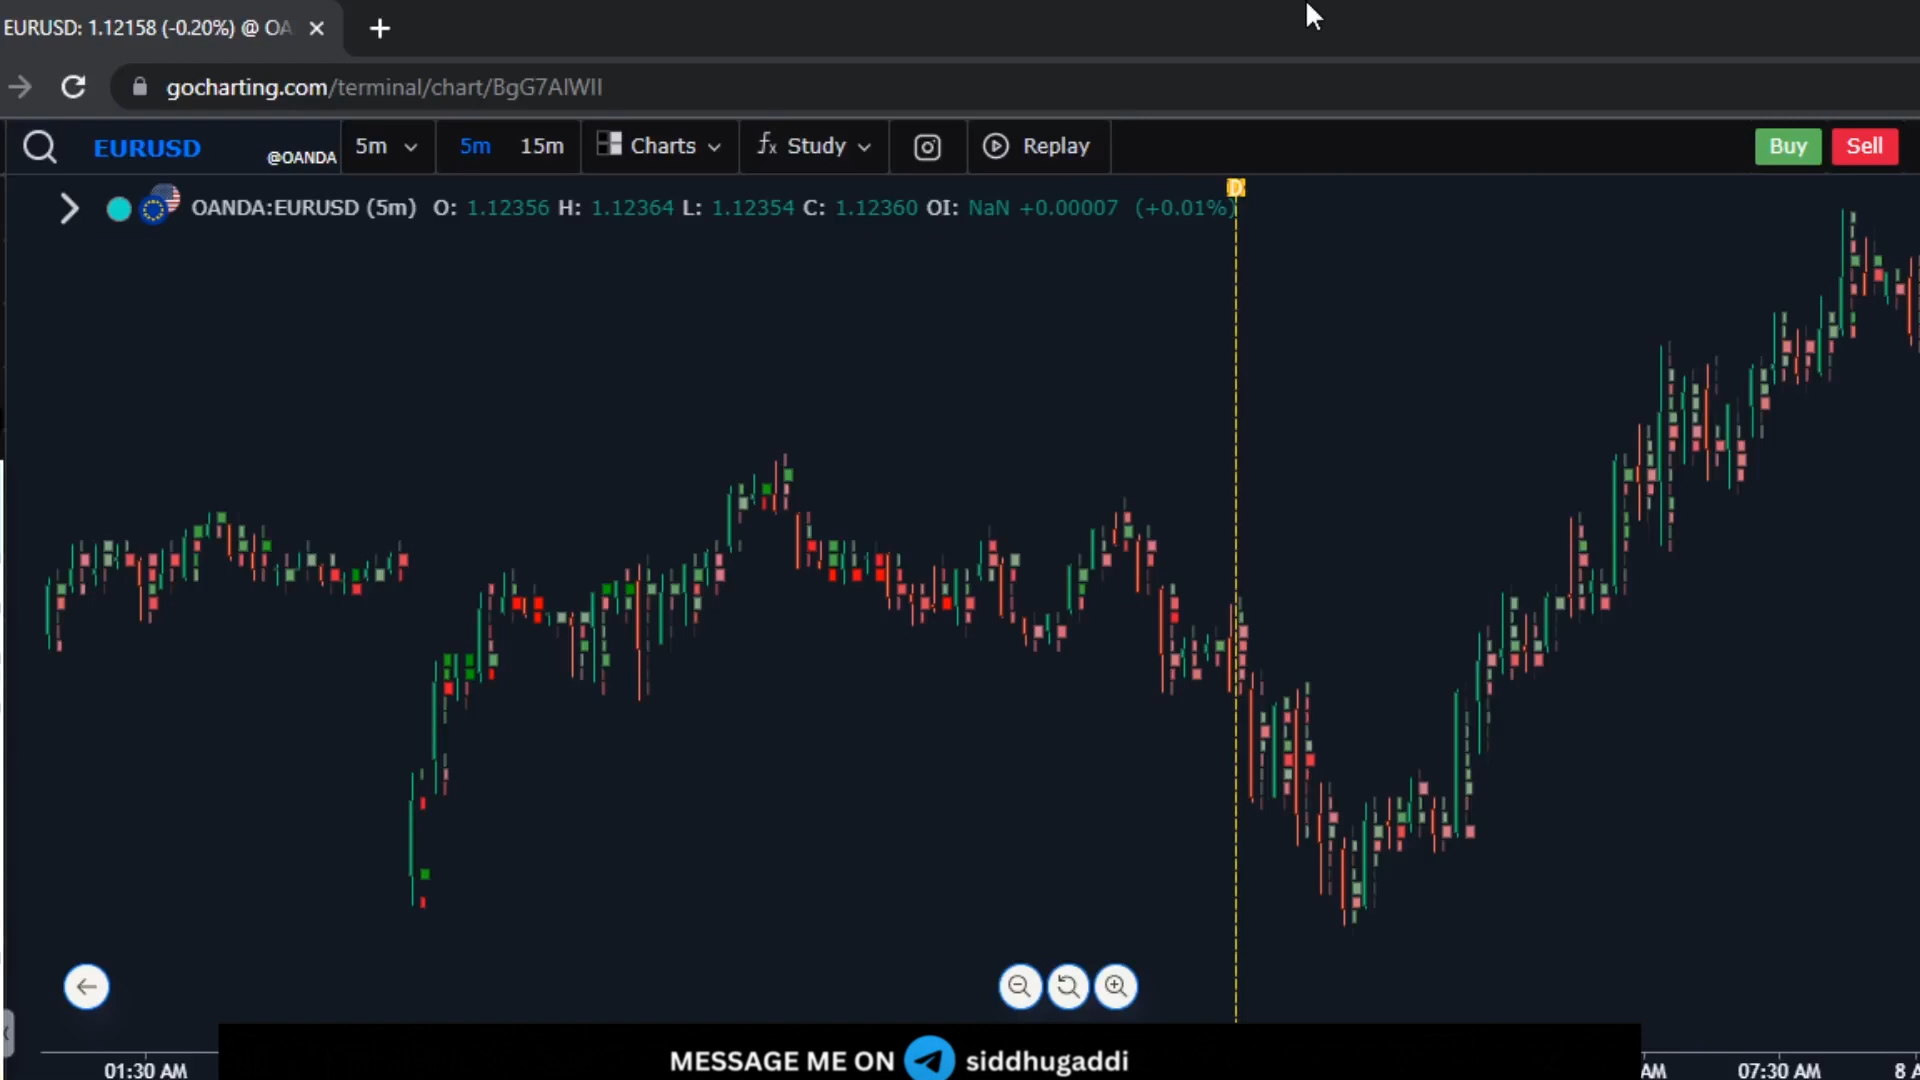 EURUSD: 1.12158 (-0.20%) @ OA
gocharting.com/terminal/chart/BgG7AlWII
EURUSD @OANDA 5m 5m 15m Charts fx Study Replay Buy Sell
D
OANDA:EURUSD (5m) O: 1.12356 H: 1.12364 L: 1.12354 C: 1.12360 OI: NaN +0.00007 (+0.01%)
MESSAGE ME ON siddhugaddi
01:30 AM AM 07:30 AM 8 A